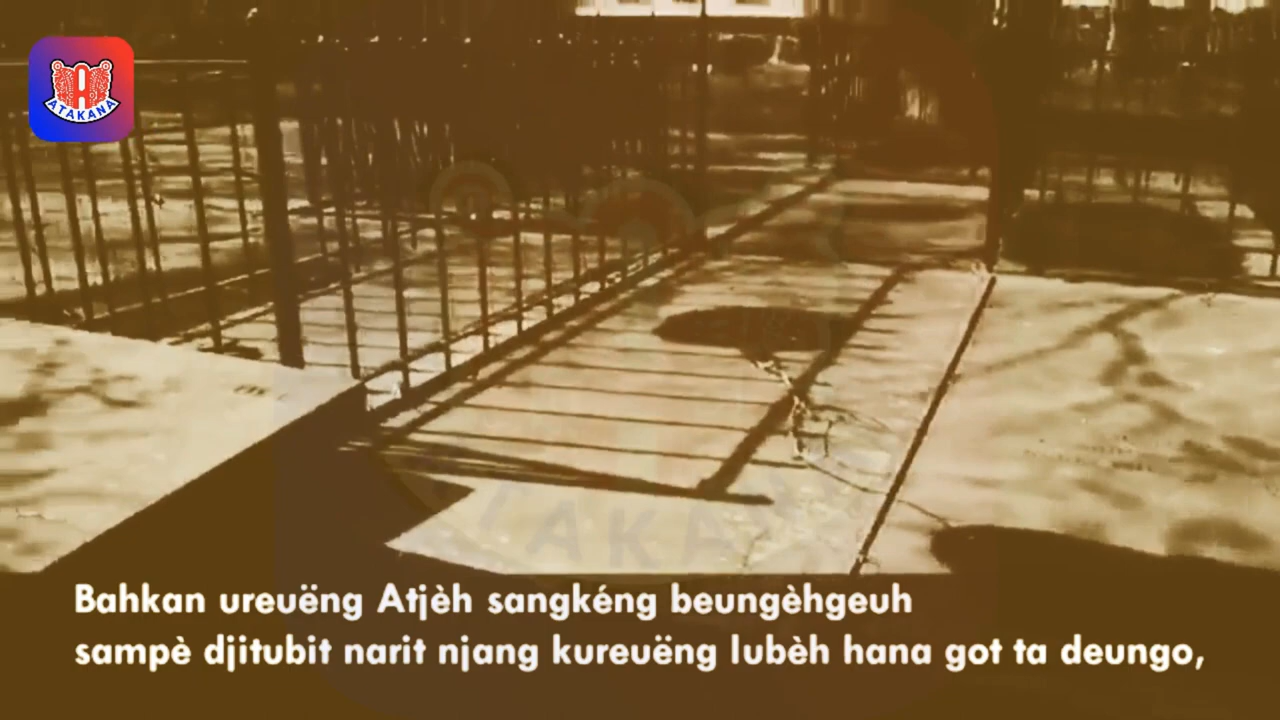 ATAKANA
Bahkan ureuëng Atjèh sangkéng beungèhgeuh
sampè djitubit narit njang kureuëng lubèh hana got ta deungo,